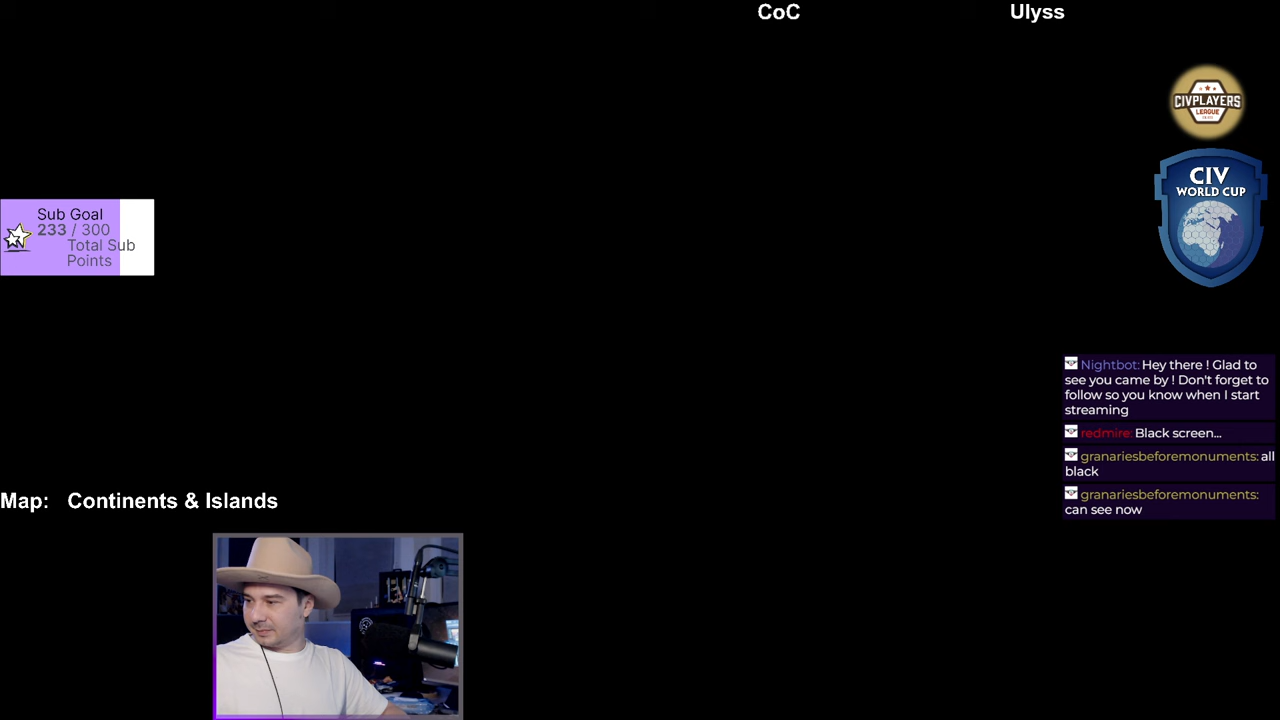 CoC
Ulyss
CIVPLAYERS
LEAGUE
CIV
WORLD CUP
Sub Goal
233 / 300
Total Sub
Points
Nightbot: Hey there ! Glad to
see you came by ! Don't forget to
follow so you know when I start
streaming
redmire: Black screen...
granariesbeforemonuments: all
black
granariesbeforemonuments:
can see now
Map: Continents & Islands